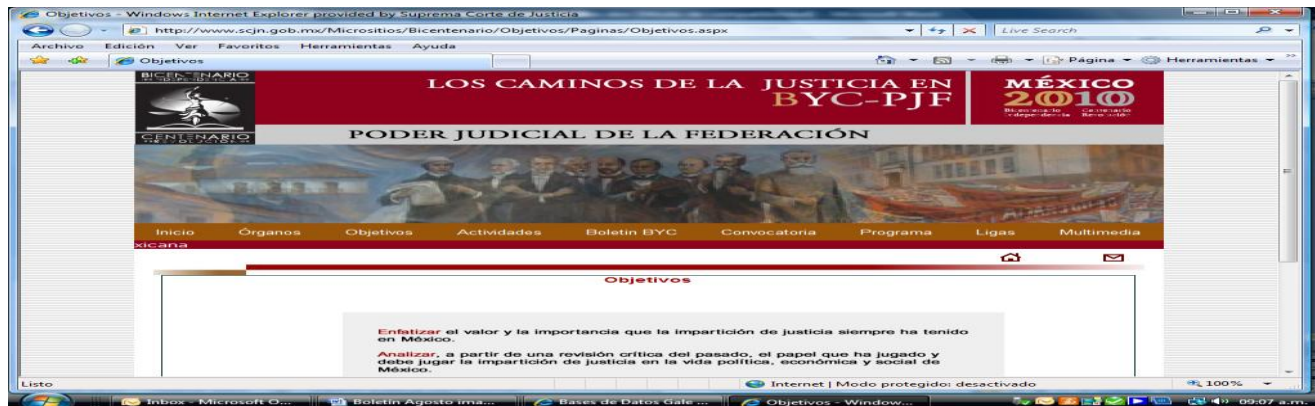 Objetivos - Windows Internet Explorer provided by Suprema Corte de Justicia
http://www.scjn.gob.mx/Micrositios/Bicentenario/Objetivos/Paginas/Objetivos.aspx
Live Search
Archivo Edición Ver Favoritos Herramientas Ayuda
Objetivos
Página Herramientas
BICENTENARIO
CENTENARIO
LOS CAMINOS DE LA JUSTICIA EN
BYC-PJF
MÉXICO
2010
PODER JUDICIAL DE LA FEDERACIÓN
Inicio Órganos Objetivos Actividades Boletín BYC Convocatoria Programa Ligas Multimedia
xicana
Objetivos
Enfatizar el valor y la importancia que la impartición de justicia siempre ha tenido
en México.
Analizar, a partir de una revisión crítica del pasado, el papel que ha jugado y
debe jugar la impartición de justicia en la vida política, económica y social de
México.
Listo
Internet | Modo protegido: desactivado
100%
Inbox - Microsoft O...
Boletín Agosto ima...
Bases de Datos Gale ...
Objetivos - Window...
09:07 a.m.